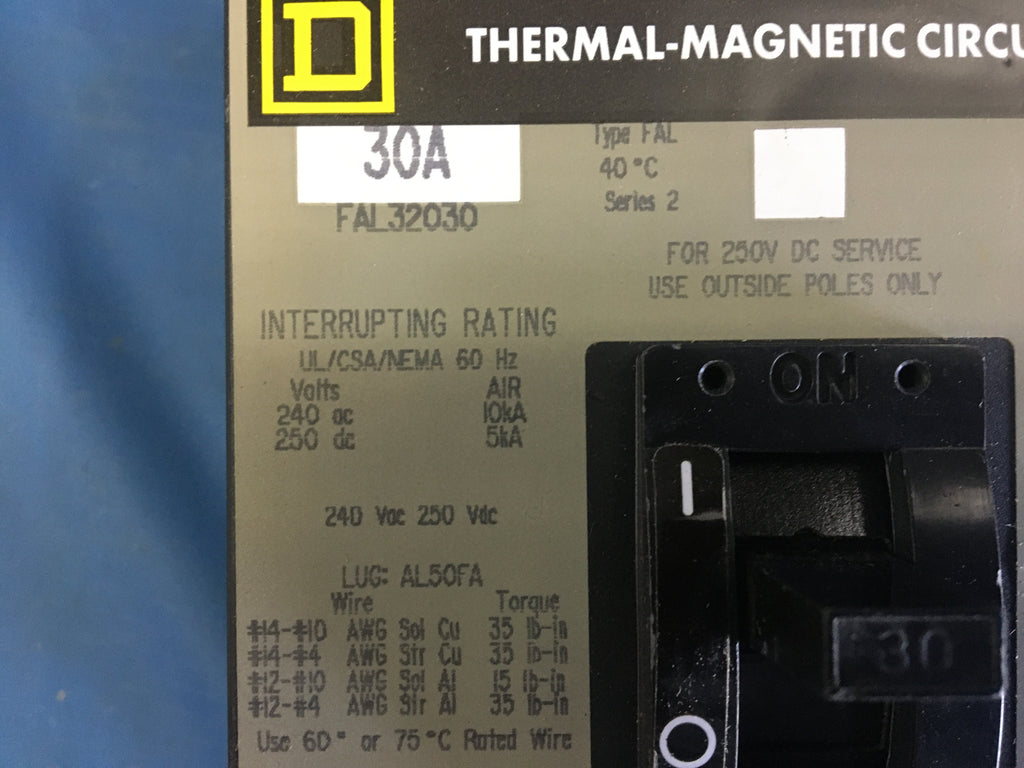 D
THERMAL-MAGNETIC CIRCU
30A
FAL32030
Type FAL
40°C
Series 2
FOR 250V DC SERVICE
USE OUTSIDE POLES ONLY
INTERRUPTING RATING
UL/CSA/NEMA 60 Hz
Volts AIR
240 ac 10kA
250 dc 5kA
240 Vac 250 Vdc
LUG: AL50FA
Wire Torque
#14-#10 AWG Sol Cu 35 lb-in
#14-#4 AWG Str Cu 35 lb-in
#12-#10 AWG Sol Al 15 lb-in
#12-#4 AWG Str Al 35 lb-in
Use 60° or 75°C Rated Wire
ON
I
30
O